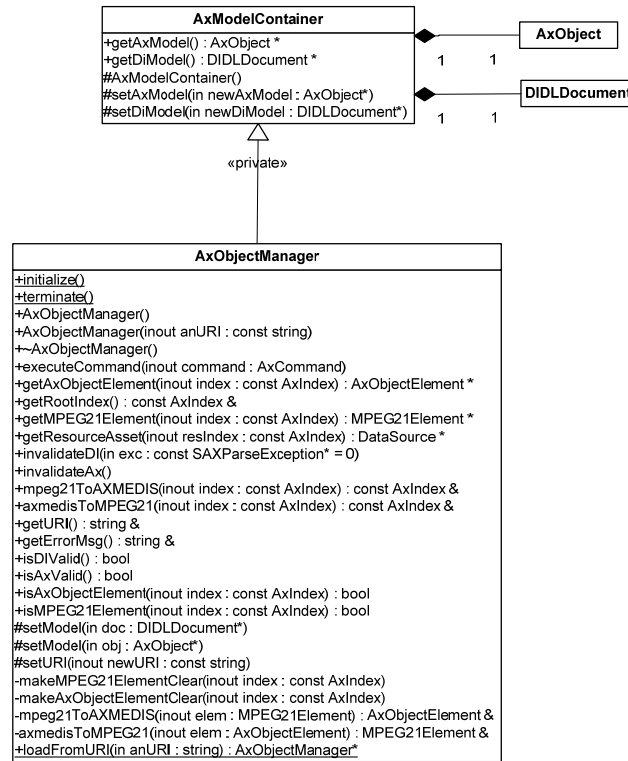 AxModelContainer
+getAxModel() : AxObject *
+getDiModel() : DIDLDocument *
#AxModelContainer()
#setAxModel(in newAxModel : AxObject*)
#setDiModel(in newDiModel : DIDLDocument*)
AxObject
1 1
DIDLDocument
1 1
«private»
AxObjectManager
+initialize()
+terminate()
+AxObjectManager()
+AxObjectManager(inout anURI : const string)
+~AxObjectManager()
+executeCommand(inout command : AxCommand)
+getAxObjectElement(inout index : const AxIndex) : AxObjectElement *
+getRootIndex() : const AxIndex &
+getMPEG21Element(inout index : const AxIndex) : MPEG21Element *
+getResourceAsset(inout resIndex : const AxIndex) : DataSource *
+invalidateDI(in exc : const SAXParseException* = 0)
+invalidateAx()
+mpeg21ToAXMEDIS(inout index : const AxIndex) : const AxIndex &
+axmedisToMPEG21(inout index : const AxIndex) : const AxIndex &
+getURI() : string &
+getErrorMsg() : string &
+isDIValid() : bool
+isAxValid() : bool
+isAxObjectElement(inout index : const AxIndex) : bool
+isMPEG21Element(inout index : const AxIndex) : bool
#setModel(in doc : DIDLDocument*)
#setModel(in obj : AxObject*)
#setURI(inout newURI : const string)
-makeMPEG21ElementClear(inout index : const AxIndex)
-makeAxObjectElementClear(inout index : const AxIndex)
-mpeg21ToAXMEDIS(inout elem : MPEG21Element) : AxObjectElement &
-axmedisToMPEG21(inout elem : AxObjectElement) : MPEG21Element &
+loadFromURI(in anURI : string) : AxObjectManager*